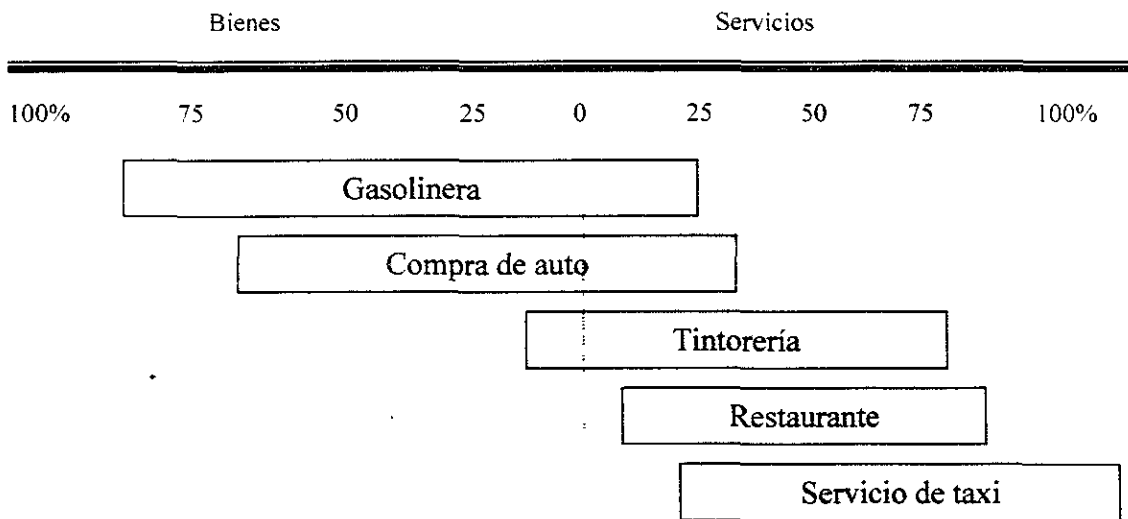 Bienes Servicios
100% 75 50 25 0 25 50 75 100%
Gasolinera
Compra de auto
Tintorería
Restaurante
Servicio de taxi